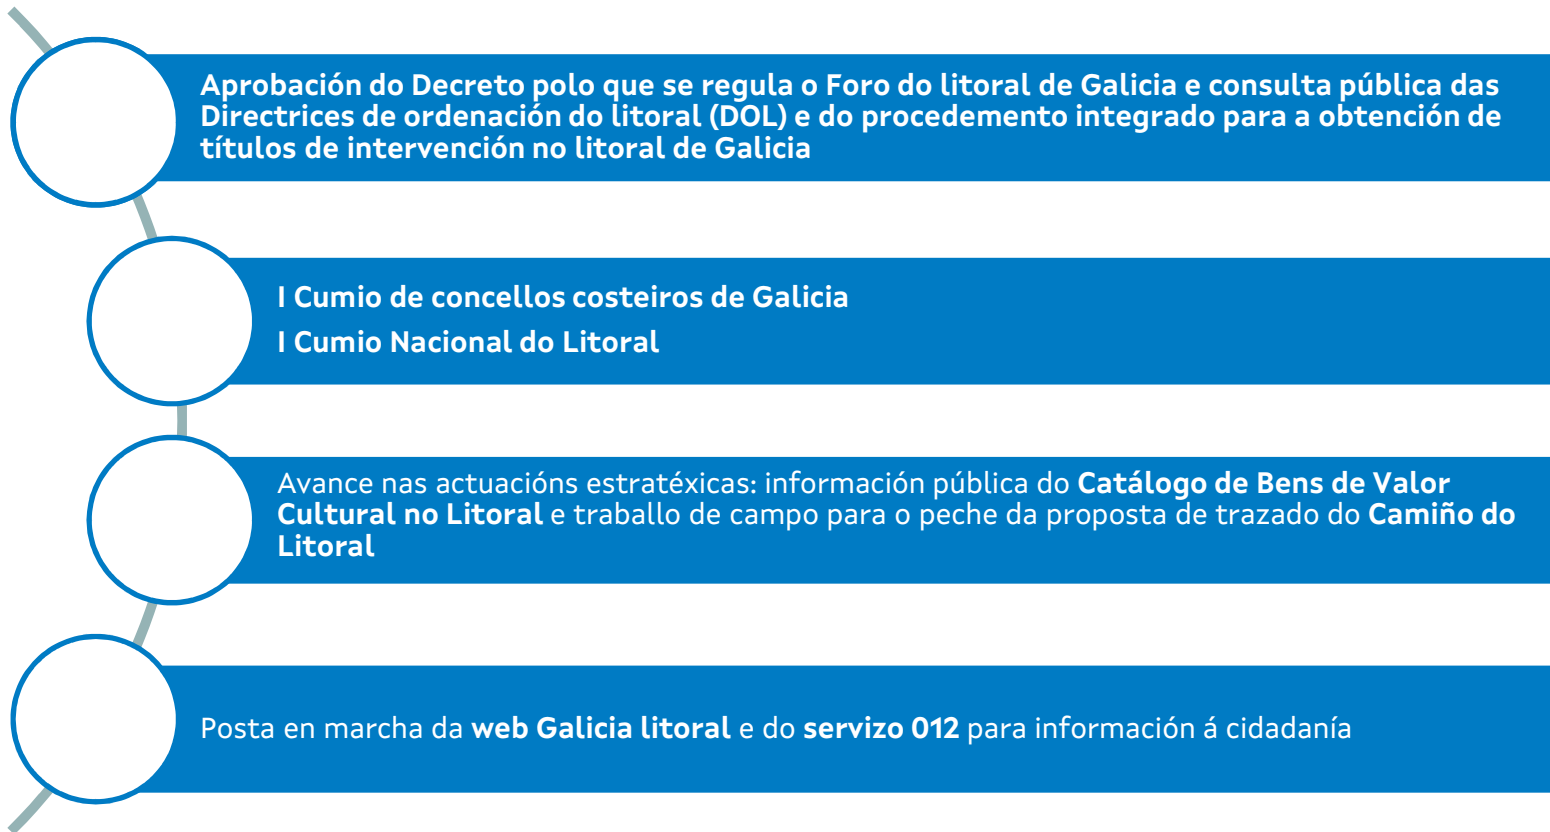 Aprobación do Decreto polo que se regula o Foro do litoral de Galicia e consulta pública das
Directrices de ordenación do litoral (DOL) e do procedemento integrado para a obtención de
títulos de intervención no litoral de Galicia
I Cumio de concellos costeiros de Galicia
I Cumio Nacional do Litoral
Avance nas actuacións estratéxicas: información pública do Catálogo de Bens de Valor
Cultural no Litoral e traballo de campo para o peche da proposta de trazado do Camiño do
Litoral
Posta en marcha da web Galicia litoral e do servizo 012 para información á cidadanía